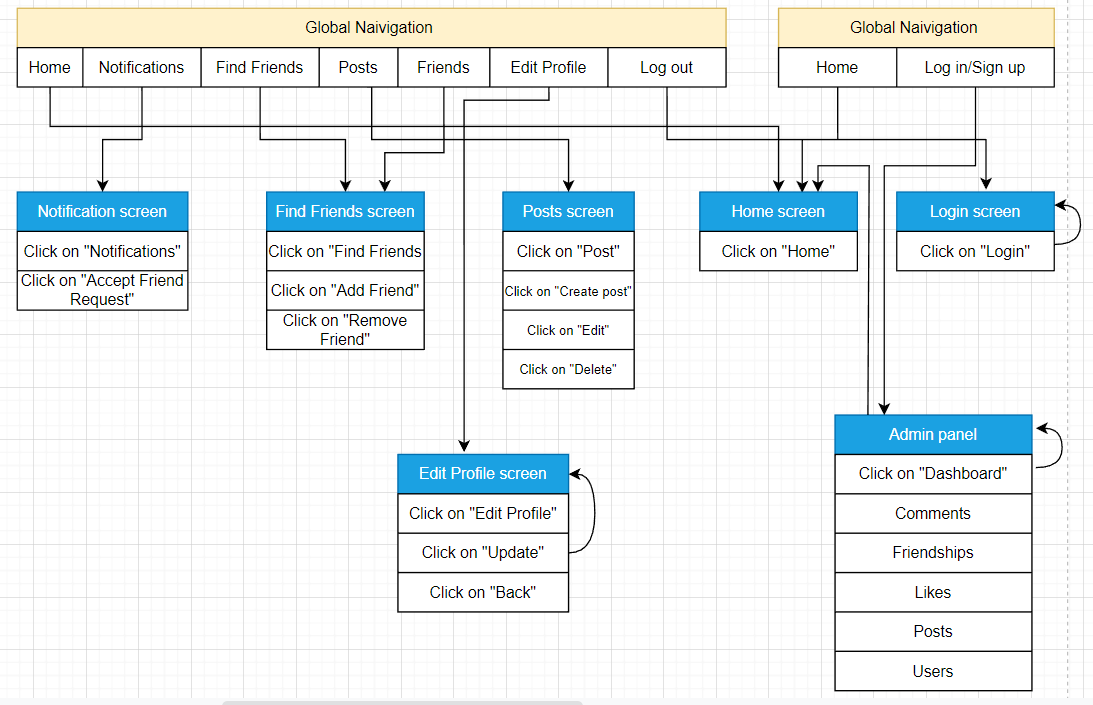 Global Naivigation
Global Naivigation
Home
Notifications
Find Friends
Posts
Friends
Edit Profile
Log out
Home
Log in/Sign up
Notification screen
Click on "Notifications"
Click on "Accept Friend
Request"
Find Friends screen
Click on "Find Friends
Click on "Add Friend"
Click on "Remove
Friend"
Posts screen
Click on "Post"
Click on "Create post"
Click on "Edit"
Click on "Delete"
Home screen
Click on "Home"
Login screen
Click on "Login"
Edit Profile screen
Click on "Edit Profile"
Click on "Update"
Click on "Back"
Admin panel
Click on "Dashboard"
Comments
Friendships
Likes
Posts
Users